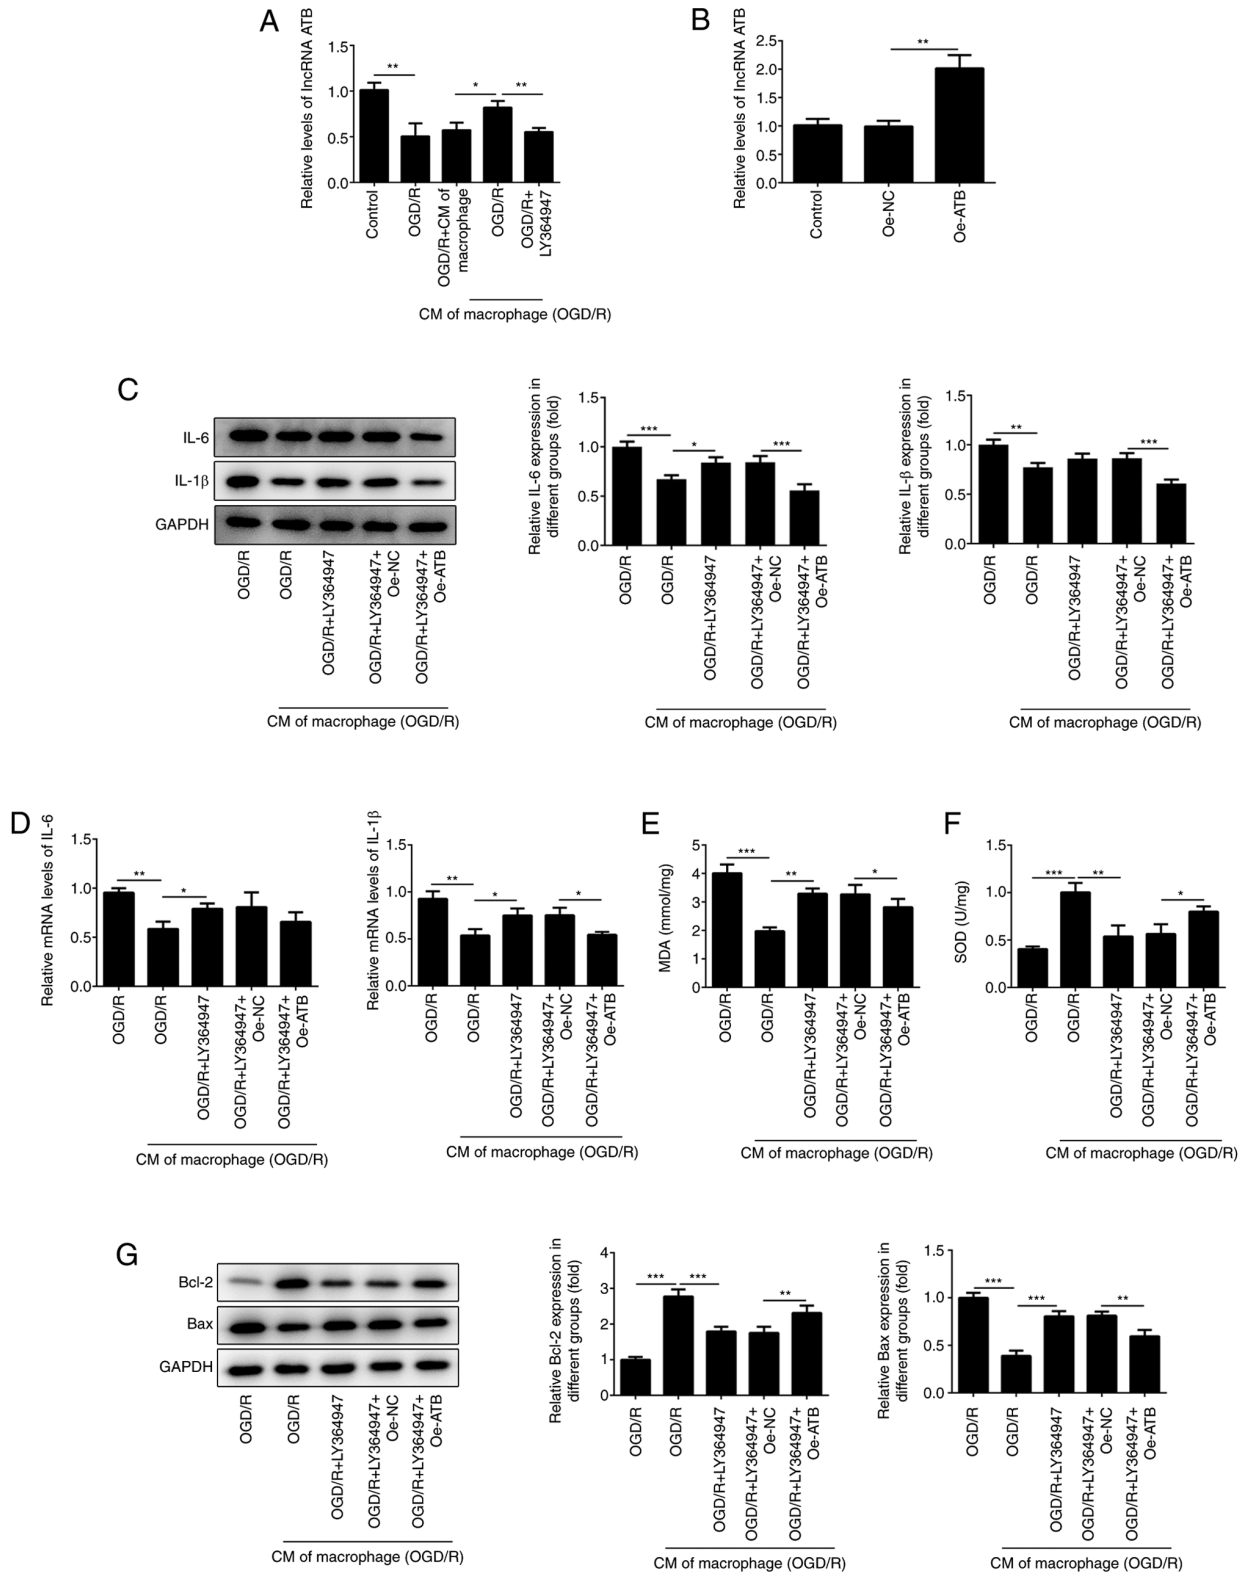 A
Relative levels of lncRNA ATB
1.5
1.0
0.5
0.0
**
*
**
Control
OGD/R
OGD/R+CM of
macrophage
OGD/R
OGD/R+
LY364947
CM of macrophage (OGD/R)
B
Relative levels of lncRNA ATB
2.5
2.0
1.5
1.0
0.5
0.0
**
Control
Oe-NC
Oe-ATB
C
IL-6
IL-1β
GAPDH
OGD/R
OGD/R
OGD/R+LY364947
OGD/R+LY364947+
Oe-NC
OGD/R+LY364947+
Oe-ATB
CM of macrophage (OGD/R)
Relative IL-6 expression in
different groups (fold)
1.5
1.0
0.5
0.0
***
*
***
OGD/R
OGD/R
OGD/R+LY364947
OGD/R+LY364947+
Oe-NC
OGD/R+LY364947+
Oe-ATB
CM of macrophage (OGD/R)
Relative IL-β expression in
different groups (fold)
1.5
1.0
0.5
0.0
**
***
OGD/R
OGD/R
OGD/R+LY364947
OGD/R+LY364947+
Oe-NC
OGD/R+LY364947+
Oe-ATB
CM of macrophage (OGD/R)
D
Relative mRNA levels of IL-6
1.5
1.0
0.5
0.0
**
*
OGD/R
OGD/R
OGD/R+LY364947
OGD/R+LY364947+
Oe-NC
OGD/R+LY364947+
Oe-ATB
CM of macrophage (OGD/R)
Relative mRNA levels of IL-1β
1.5
1.0
0.5
0.0
**
*
*
OGD/R
OGD/R
OGD/R+LY364947
OGD/R+LY364947+
Oe-NC
OGD/R+LY364947+
Oe-ATB
CM of macrophage (OGD/R)
E
MDA (mmol/mg)
5
4
3
2
1
0
***
**
*
OGD/R
OGD/R
OGD/R+LY364947
OGD/R+LY364947+
Oe-NC
OGD/R+LY364947+
Oe-ATB
CM of macrophage (OGD/R)
F
SOD (U/mg)
1.5
1.0
0.5
0.0
***
**
*
OGD/R
OGD/R
OGD/R+LY364947
OGD/R+LY364947+
Oe-NC
OGD/R+LY364947+
Oe-ATB
CM of macrophage (OGD/R)
G
Bcl-2
Bax
GAPDH
OGD/R
OGD/R
OGD/R+LY364947
OGD/R+LY364947+
Oe-NC
OGD/R+LY364947+
Oe-ATB
CM of macrophage (OGD/R)
Relative Bcl-2 expression in
different groups (fold)
4
3
2
1
0
***
***
**
OGD/R
OGD/R
OGD/R+LY364947
OGD/R+LY364947+
Oe-NC
OGD/R+LY364947+
Oe-ATB
CM of macrophage (OGD/R)
Relative Bax expression in
different groups (fold)
1.5
1.0
0.5
0.0
***
***
**
OGD/R
OGD/R
OGD/R+LY364947
OGD/R+LY364947+
Oe-NC
OGD/R+LY364947+
Oe-ATB
CM of macrophage (OGD/R)